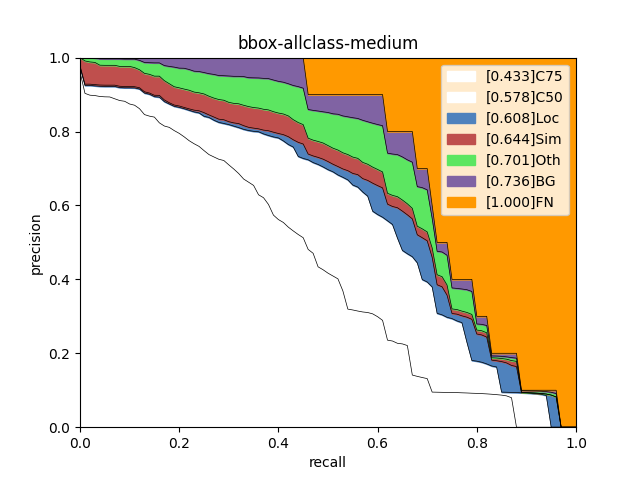 bbox-allclass-medium
1.0
0.8
0.6
0.4
0.2
0.0
precision
[0.433]C75
[0.578]C50
[0.608]Loc
[0.644]Sim
[0.701]Oth
[0.736]BG
[1.000]FN
0.0 0.2 0.4 0.6 0.8 1.0
recall